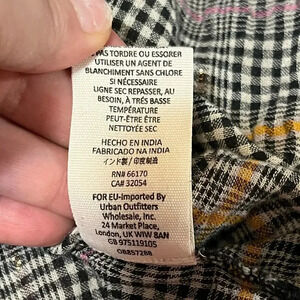 PAS TORDRE OU ESSORER
UTILISER UN AGENT DE
BLANCHIMENT SANS CHLORE
SI NÉCESSAIRE
LIGNE SEC REPASSER, AU
BESOIN, À TRÈS BASSE
TEMPÉRATURE
PEUT-ÊTRE ÊTRE
NETTOYÉE SEC
HECHO EN INDIA
FABRICADO NA INDIA
インド製 / 印度制造
RN# 66170
CA# 32054
FOR EU-Imported by
Urban Outfitters
Wholesale, Inc.
24 Market Place,
London, UK WIW 8AN
GB 975119105
OB857288